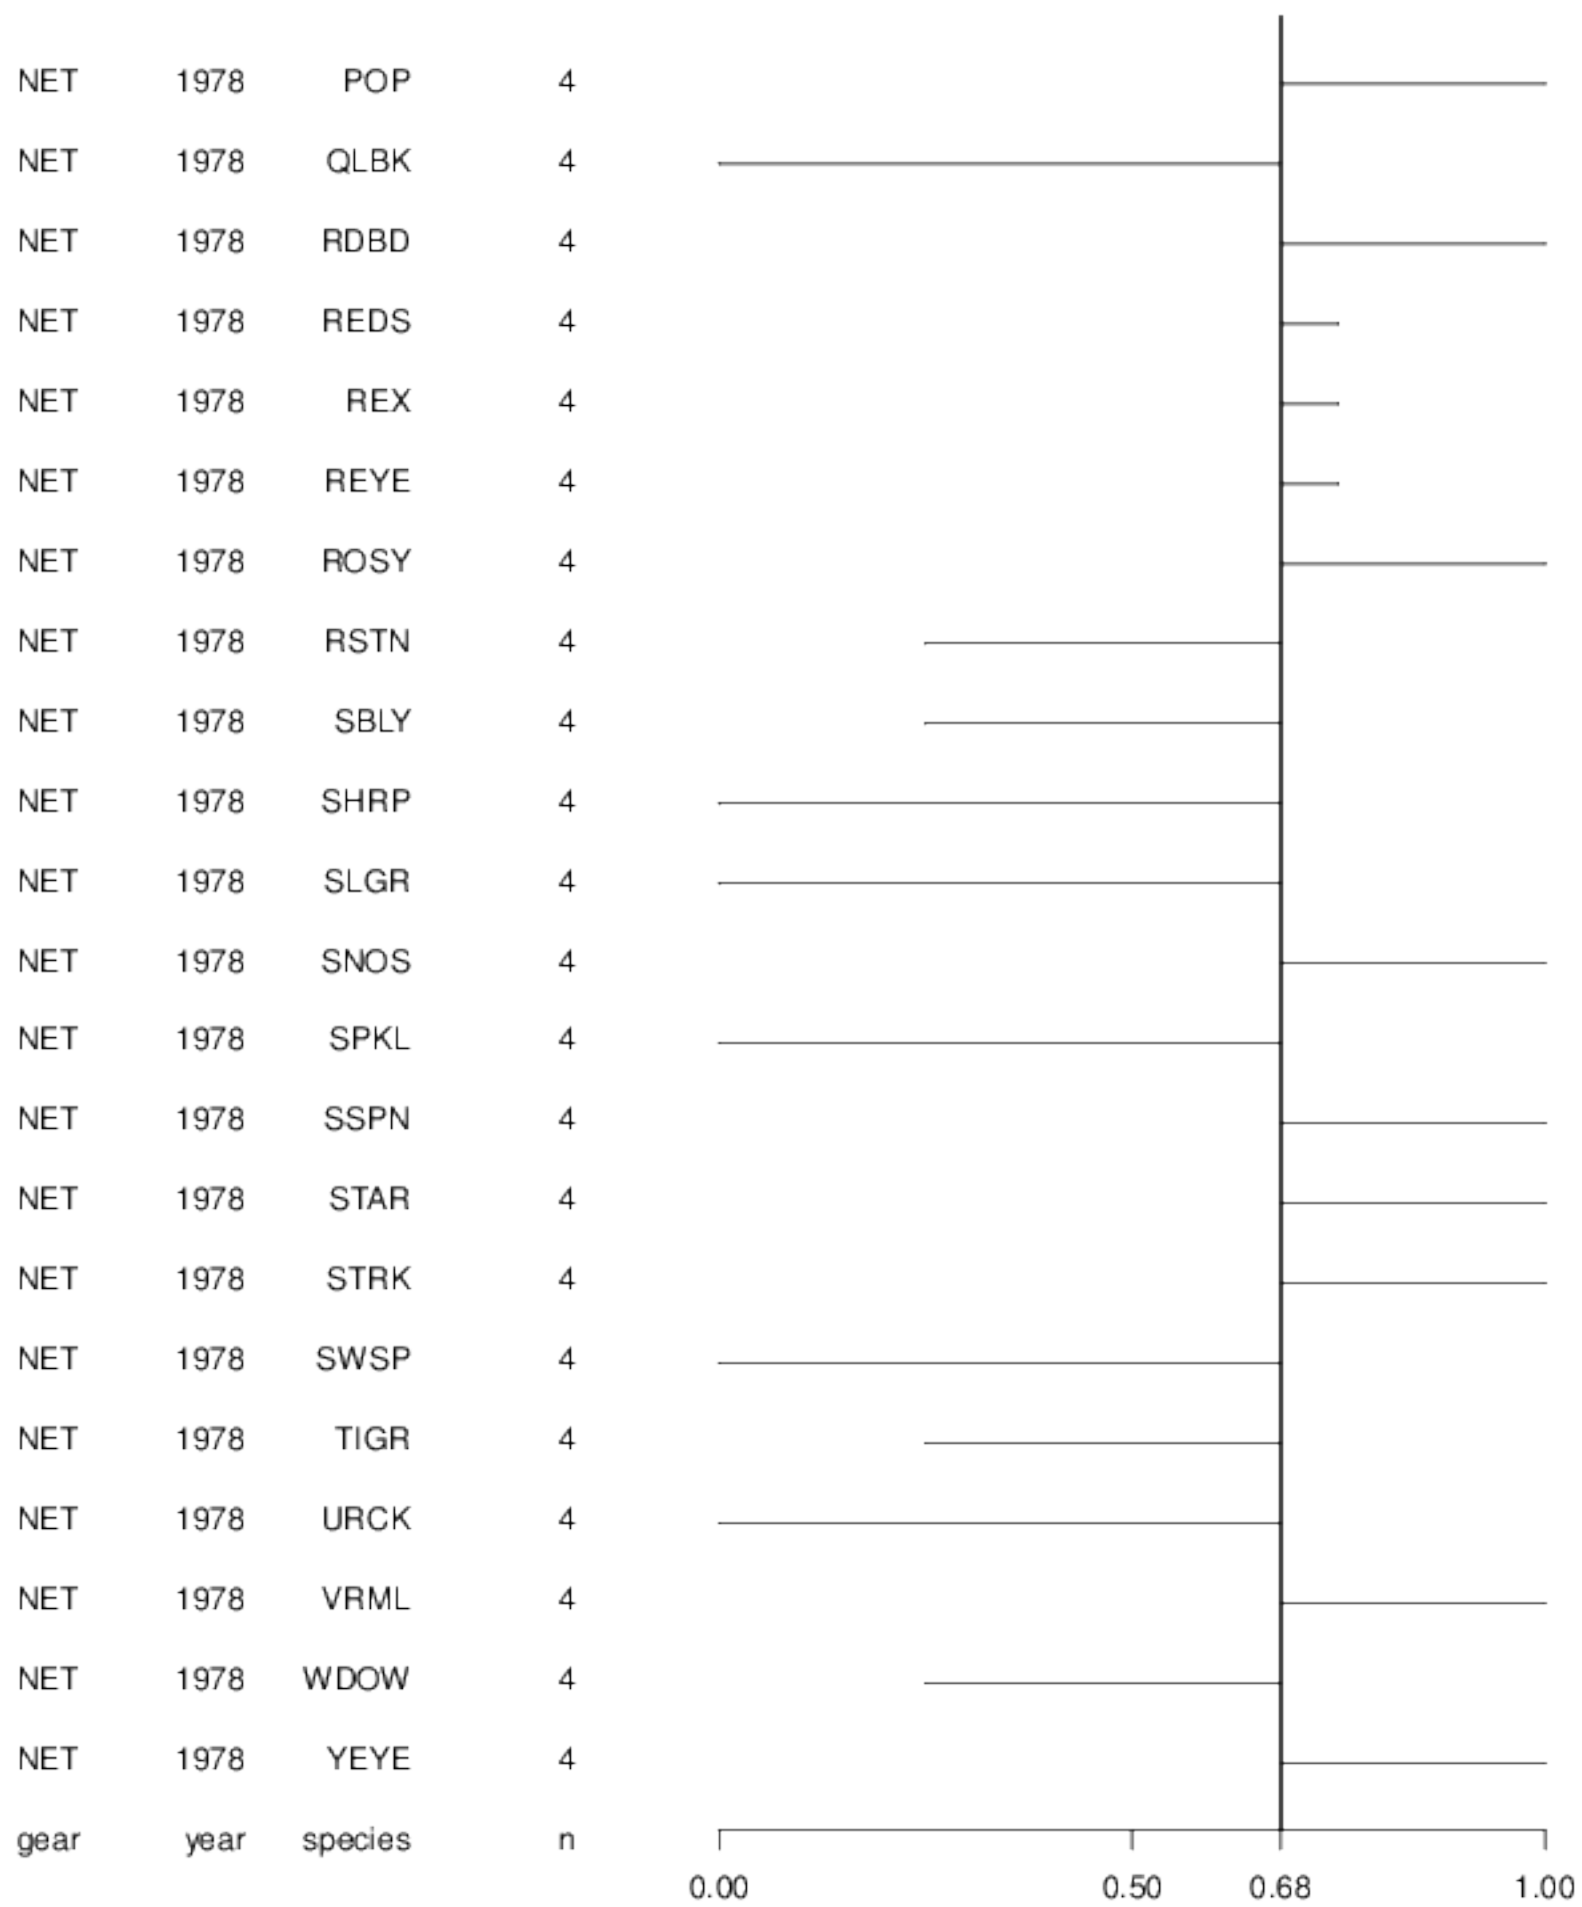 NET 1978 POP 4
NET 1978 QLBK 4
NET 1978 RDBD 4
NET 1978 REDS 4
NET 1978 REX 4
NET 1978 REYE 4
NET 1978 ROSY 4
NET 1978 RSTN 4
NET 1978 SBLY 4
NET 1978 SHRP 4
NET 1978 SLGR 4
NET 1978 SNOS 4
NET 1978 SPKL 4
NET 1978 SSPN 4
NET 1978 STAR 4
NET 1978 STRK 4
NET 1978 SWSP 4
NET 1978 TIGR 4
NET 1978 URCK 4
NET 1978 VRML 4
NET 1978 WDOW 4
NET 1978 YEYE 4
gear year species n
0.00 0.50 0.68 1.00